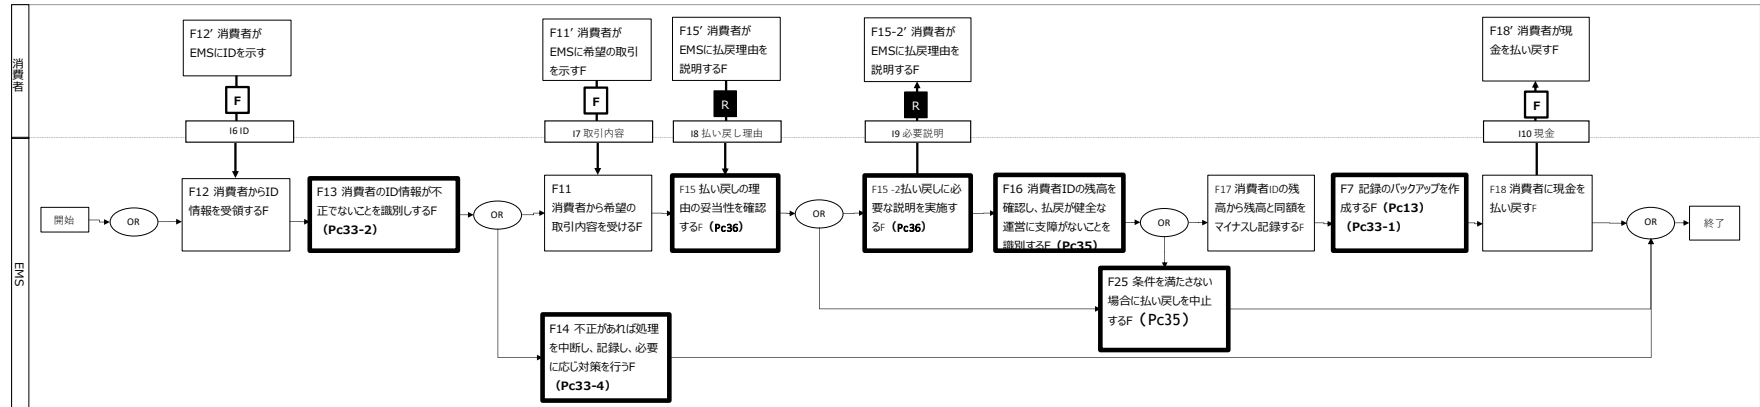 消費者
F12’ 消費者が
EMSにIDを示す
F
I6 ID
F11’ 消費者が
EMSに希望の取引
を示すF
F
I7 取引内容
F15’ 消費者が
EMSに払戻理由を
説明するF
R
I8 払い戻し理由
F15-2’ 消費者が
EMSに払戻理由を
説明するF
R
I9 必要説明
F18’ 消費者が現
金を払い戻すF
F
I10 現金
EMS
開始
OR
F12 消費者からID
情報を受領するF
F13 消費者のID情報が不
正でないことを識別しするF
（Pc33-2）
OR
F11
消費者から希望の
取引内容を受けるF
F15 払い戻しの理
由の妥当性を確認
するF（Pc36）
OR
F15 -2払い戻しに必
要な説明を実施す
るF（Pc36）
F16 消費者IDの残高を
確認し、払戻が健全な
運営に支障がないことを
識別するF（Pc35）
OR
F17 消費者IDの残
高から残高と同額を
マイナスし記録するF
F7 記録のバックアップを作
成するF（Pc13）
（Pc33-1）
F18 消費者に現金を
払い戻すF
OR
終了
F25 条件を満たさない
場合に払い戻しを中止
するF（Pc35）
F14 不正があれば処理
を中断し、記録し、必要
に応じ対策を行うF
（Pc33-4）